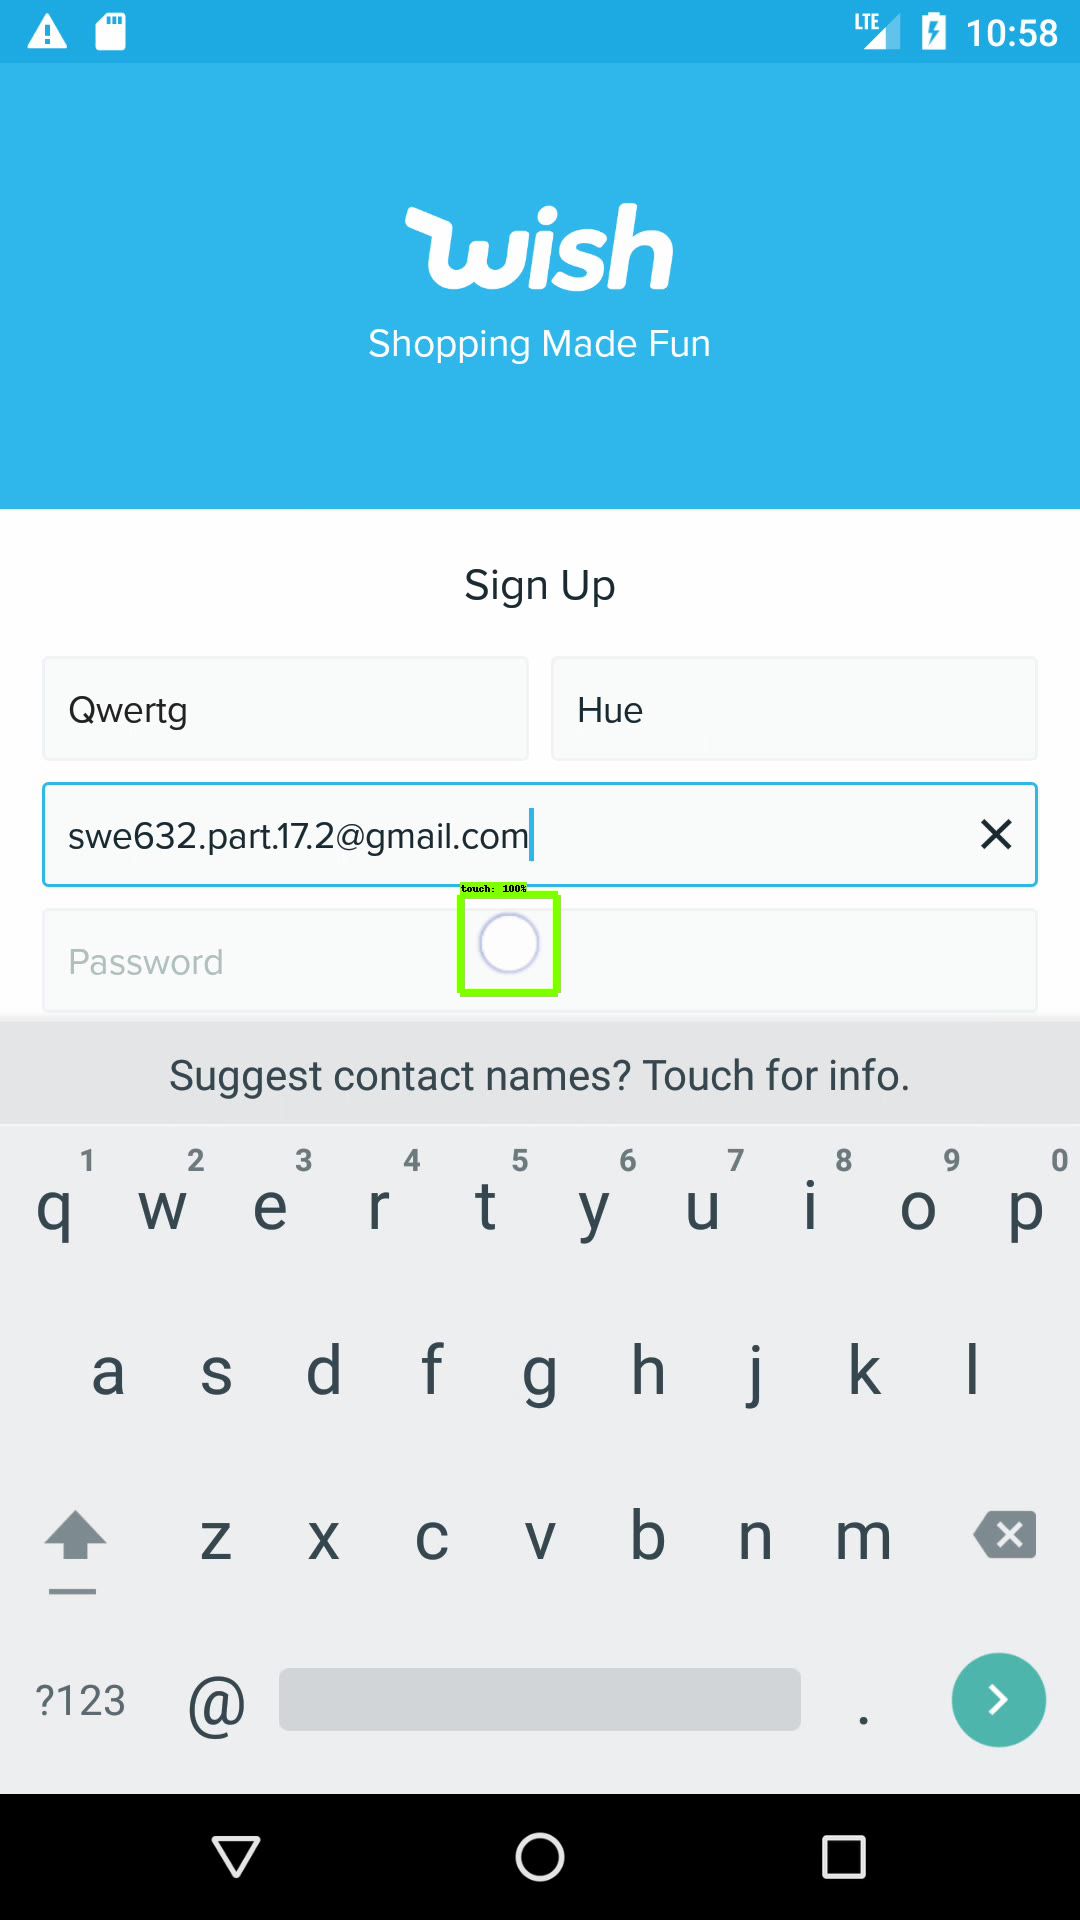 LTE 10:58
wish
Shopping Made Fun
Sign Up
Qwertg Hue
swe632.part.17.2@gmail.com
touch: 100%
Password
Suggest contact names? Touch for info.
1 2 3 4 5 6 7 8 9 0
q w e r t y u i o p
a s d f g h j k l
z x c v b n m
?123 @ .